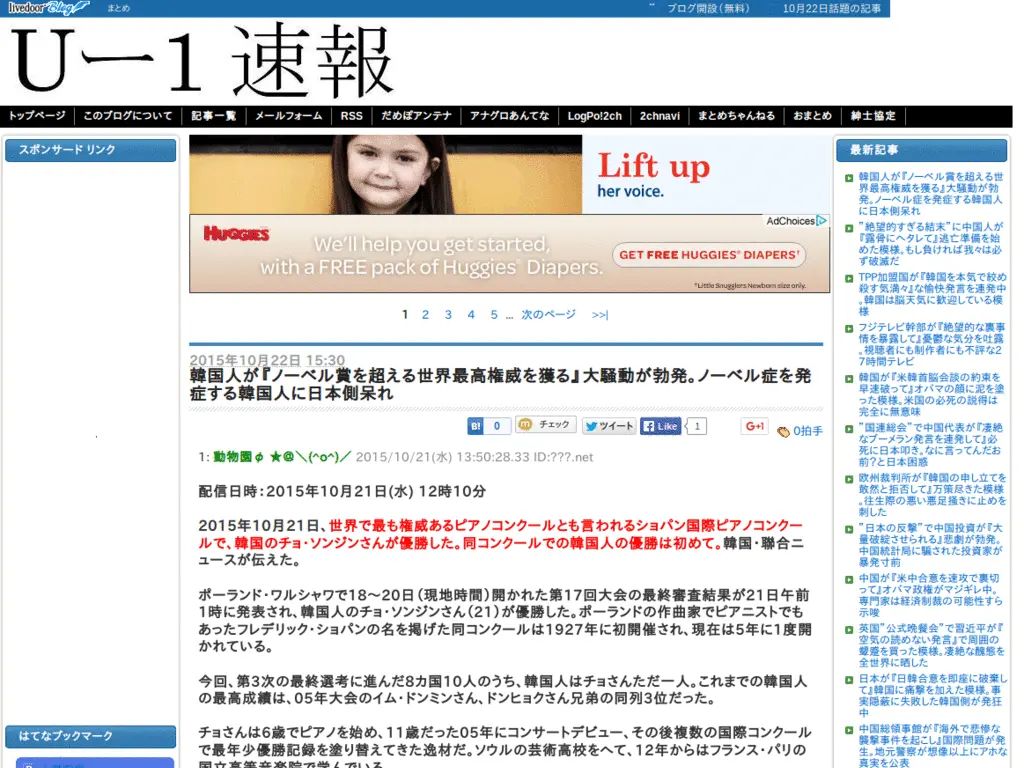 livedoor Blog まとめ ブログ開設（無料） 10月22日話題の記事
U－1 速報
トップページ このブログについて 記事一覧 メールフォーム RSS だめぽアンテナ アナグロあんてな LogPo!2ch 2chnavi まとめちゃんねる おまとめ 紳士協定
スポンサード リンク
Lift up
her voice.
AdChoices
HUGGIES
We'll help you get started,
with a FREE pack of Huggies® Diapers.
GET FREE HUGGIES® DIAPERS†
*Little Snugglers Newborn size only.
1 2 3 4 5 ... 次のページ >>|
2015年10月22日 15:30
韓国人が『ノーベル賞を超える世界最高権威を獲る』大騒動が勃発。ノーベル症を発
症する韓国人に日本側呆れ
B! 0 m チェック ツイート Like 1 G+1 0拍手
1: 動物園φ ★＠＼(^o^)／ 2015/10/21(水) 13:50:28.33 ID:???.net
配信日時：2015年10月21日(水) 12時10分
2015年10月21日、世界で最も権威あるピアノコンクールとも言われるショパン国際ピアノコンクー
ルで、韓国のチョ・ソンジンさんが優勝した。同コンクールでの韓国人の優勝は初めて。韓国・聯合ニ
ュースが伝えた。
ポーランド・ワルシャワで18～20日（現地時間）開かれた第17回大会の最終審査結果が21日午前
1時に発表され、韓国人のチョ・ソンジンさん（21）が優勝した。ポーランドの作曲家でピアニストでも
あったフレデリック・ショパンの名を掲げた同コンクールは1927年に初開催され、現在は5年に1度開
かれている。
今回、第3次の最終選考に進んだ8カ国10人のうち、韓国人はチョさんただ一人。これまでの韓国人
の最高成績は、05年大会のイム・ドンミンさん、ドンヒョクさん兄弟の同列3位だった。
チョさんは6歳でピアノを始め、11歳だった05年にコンサートデビュー、その後複数の国際コンクール
で最年少優勝記録を塗り替えてきた逸材だ。ソウルの芸術高校をへて、12年からはフランス・パリの
国立高等音楽院で学んでいる。
はてなブックマーク
最新記事
韓国人が『ノーベル賞を超える世
界最高権威を獲る』大騒動が勃
発。ノーベル症を発症する韓国人
に日本側呆れ
”絶望的すぎる結末”に中国人が
『露骨にヘタレて』逃亡準備を始
めた模様。もし負ければ我々は必
ず破滅だ
TPP加盟国が『韓国を本気で絞め
殺す気満々』な愉快発言を連発中
。韓国は脳天気に歓迎している模
様
フジテレビ幹部が『絶望的な裏事
情を暴露して』憂鬱な気分を吐露
。視聴者にも制作者にも不評な2
7時間テレビ
韓国が『米韓首脳会談の約束を
早速破って』オバマの顔に泥を塗
った模様。米国の必死の説得は
完全に無意味
”国連総会”で中国代表が『凄絶
なブーメラン発言を連発して』必
死に日本叩き。なに言ってんだお
前？と日本困惑
欧州裁判所が『韓国の申し立てを
敢然と拒否して』万策尽きた模様
。往生際の悪い悪足掻きに止めを
刺した
”日本の反撃”で中国投資が『大
量破綻させられる』悲劇が勃発。
中国統計局に騙された投資家が
暴発寸前
中国が『米中合意を速攻で裏切
って』オバマ政権がマジギレ中。
専門家は経済制裁の可能性すら
示唆
英国”公式晩餐会”で習近平が『
空気の読めない発言』で周囲の
顰蹙を買った模様。凄絶な醜態を
全世界に晒した
日本が『日韓合意を即座に破棄し
て』韓国に痛撃を加えた模様。事
実隠蔽に失敗した韓国側が発狂
中
中国総領事館が『海外で悲惨な
襲撃事件を起こし』国際問題が発
生。地元警察が想像以上にアホな
真実を公表